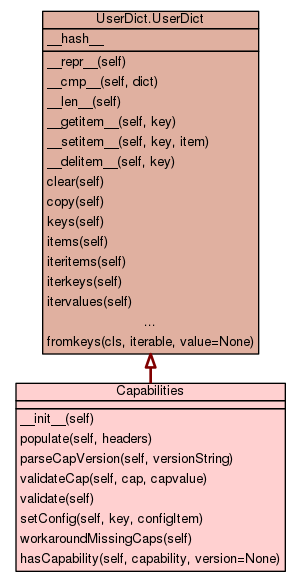 UserDict.UserDict
__hash__
__repr__(self)
__cmp__(self, dict)
__len__(self)
__getitem__(self, key)
__setitem__(self, key, item)
__delitem__(self, key)
clear(self)
copy(self)
keys(self)
items(self)
iteritems(self)
iterkeys(self)
itervalues(self)
...
fromkeys(cls, iterable, value=None)
Capabilities
__init__(self)
populate(self, headers)
parseCapVersion(self, versionString)
validateCap(self, cap, capvalue)
validate(self)
setConfig(self, key, configItem)
workaroundMissingCaps(self)
hasCapability(self, capability, version=None)